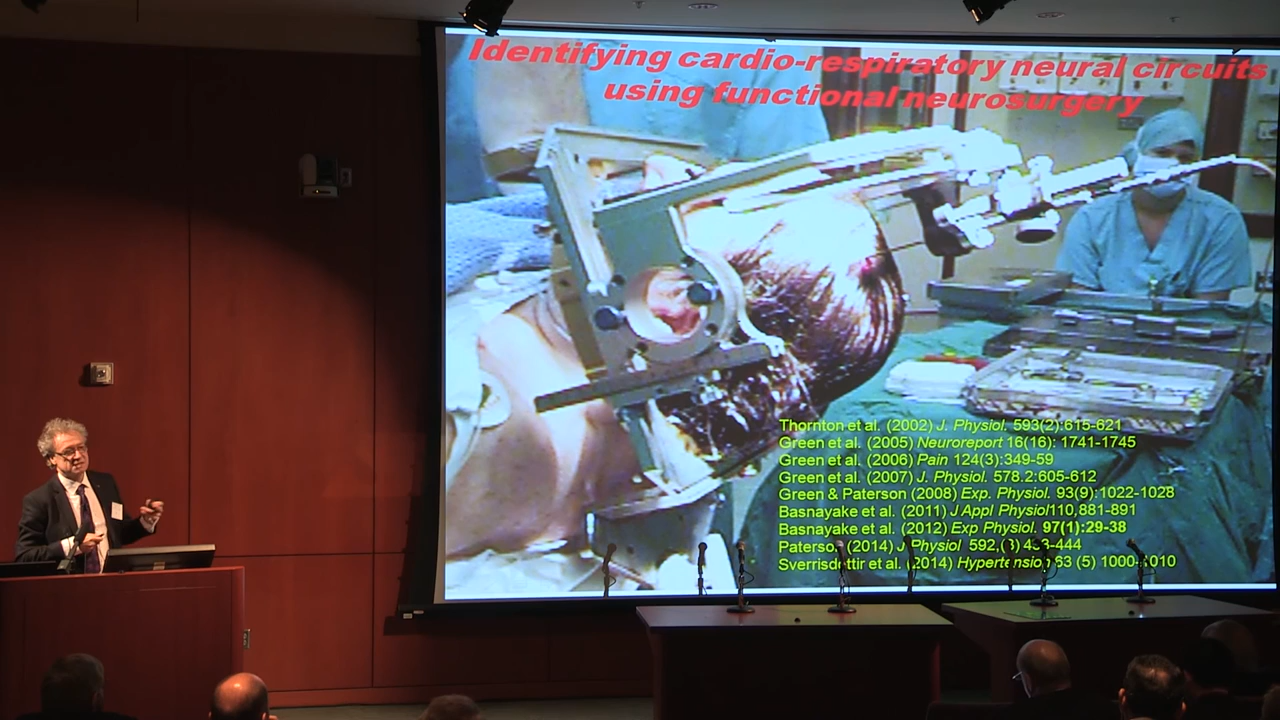 Identifying cardio-respiratory neural circuits
using functional neurosurgery
Thornton et al. (2002) J. Physiol. 593(2):615-621
Green et al. (2005) Neuroreport 16(16): 1741-1745
Green et al. (2006) Pain 124(3):349-59
Green et al. (2007) J. Physiol. 578.2:605-612
Green & Paterson (2008) Exp. Physiol. 93(9):1022-1028
Basnayake et al. (2011) J Appl Physiol110,881-891
Basnayake et al. (2012) Exp Physiol. 97(1):29-38
Paterson (2014) J Physiol 592,(3) 433-444
Sverrisdottir et al. (2014) Hypertension 63 (5) 1000-1010